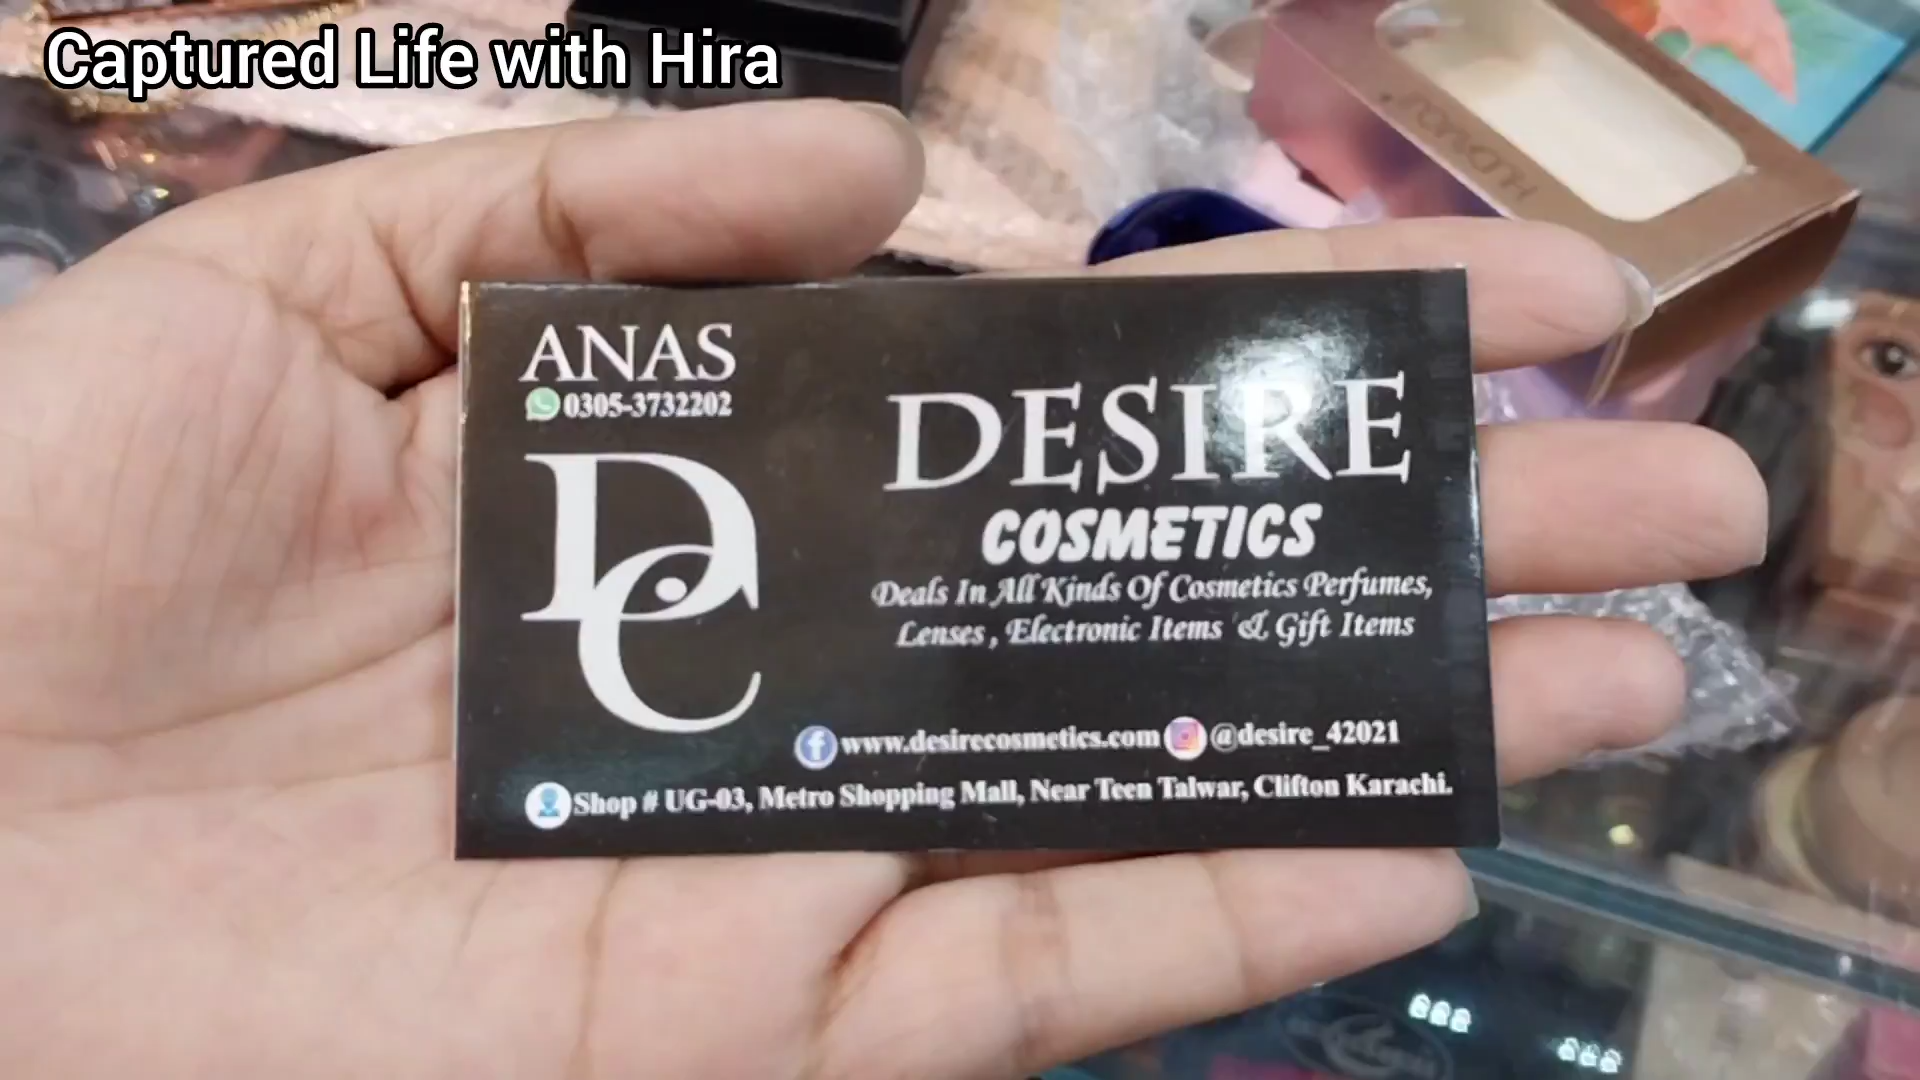 Captured Life with Hira
HUDAMOJI
ANAS
0305-3732202
DC
DESIRE
COSMETICS
Deals In All Kinds Of Cosmetics Perfumes,
Lenses, Electronic Items & Gift Items
www.desirecosmetics.com @desire_42021
Shop # UG-03, Metro Shopping Mall, Near Teen Talwar, Clifton Karachi.